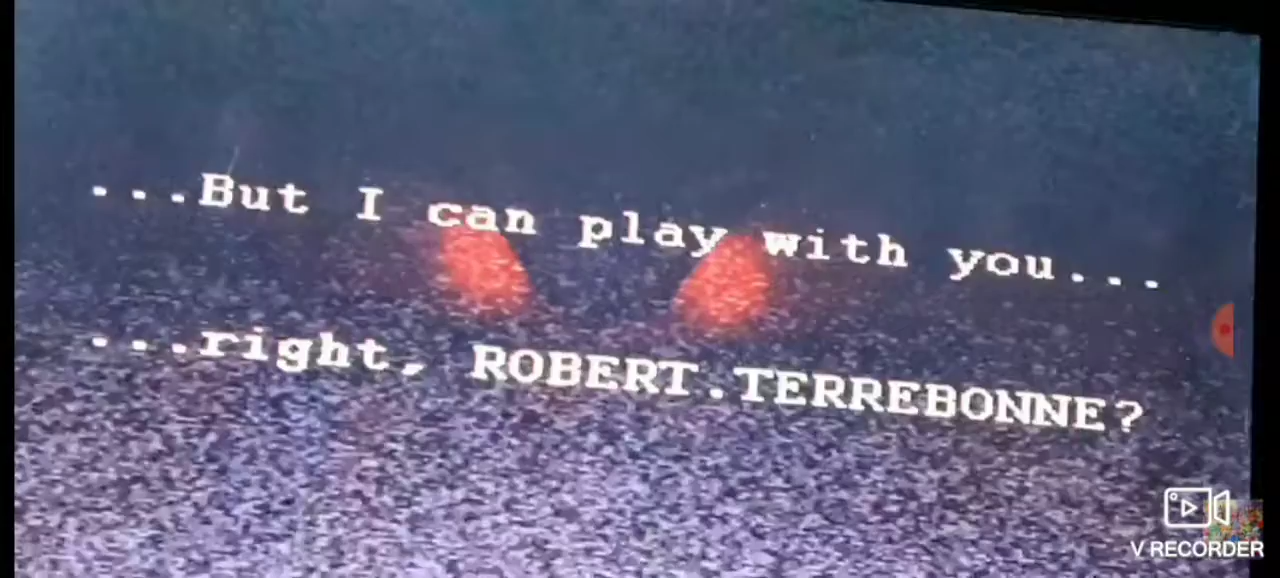 ...But I can play with you...
...right, ROBERT.TERREBONNE?
V RECORDER